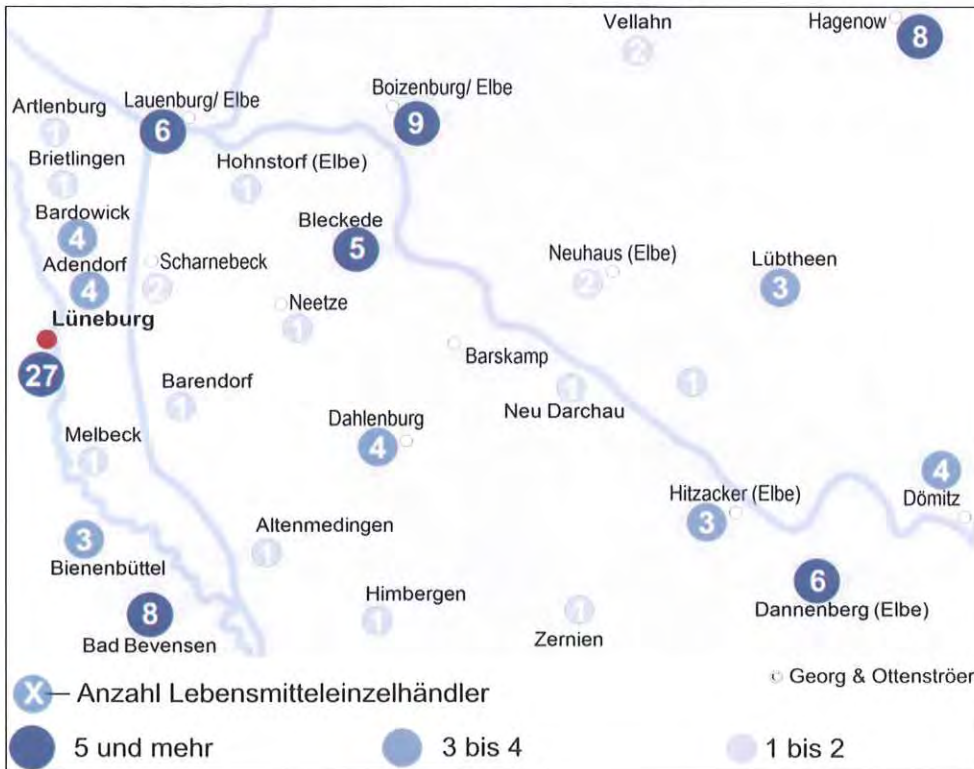 Vellahn
2
Hagenow
8
Artlenburg
1
Lauenburg/ Elbe
6
Boizenburg/ Elbe
9
Brietlingen
1
Hohnstorf (Elbe)
1
Bardowick
4
Bleckede
5
Adendorf
4
Scharnebeck
2
Neuhaus (Elbe)
2
Lübtheen
3
Neetze
1
Lüneburg
27
Barskamp
Barendorf
1
1
Neu Darchau
1
Dahlenburg
4
Melbeck
1
Hitzacker (Elbe)
3
4
Dömitz
3
Bienenbüttel
Altenmedingen
1
8
Bad Bevensen
Himbergen
1
1
Zernien
6
Dannenberg (Elbe)
© Georg & Ottenströer
X – Anzahl Lebensmitteleinzelhändler
5 und mehr
3 bis 4
1 bis 2